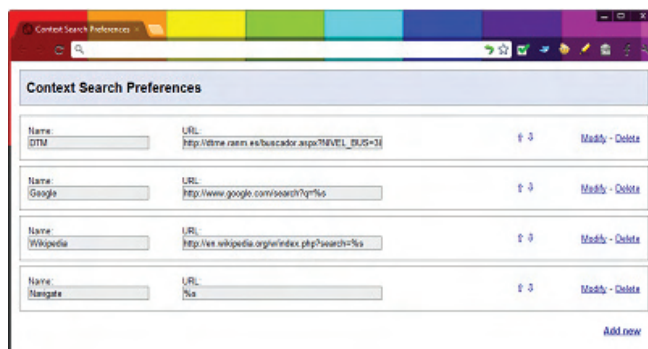 Context Search Preferences
Context Search Preferences
Name: URL:
DTM http://dtme.ranm.es/buscador.aspx?NIVEL_BUS=3 Modify - Delete
Name: URL:
Google http://www.google.com/search?q=%s Modify - Delete
Name: URL:
Wikipedia http://en.wikipedia.org/w/index.php?search=%s Modify - Delete
Name: URL:
Navigate %s Modify - Delete
Add new